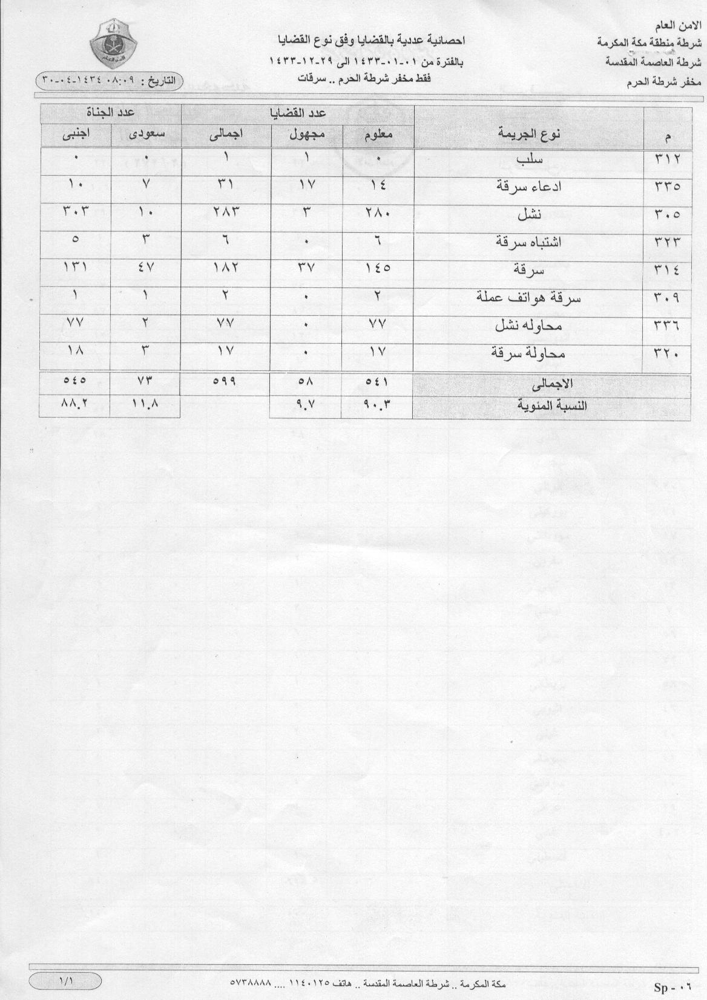 الامن العام
شرطة منطقة مكة المكرمة
شرطة العاصمة المقدسة
مخفر شرطة الحرم
احصائية عددية بالقضايا وفق نوع القضايا
بالفترة من ٠١-٠١-١٤٣٣ الى ٢٩-١٢-١٤٣٣
فقط مخفر شرطة الحرم .. سرقات
التاريخ : ٠٨:٠٩ ١٤٣٤-٠٤-٣٠
م نوع الجريمة عدد القضايا عدد الجناة
معلوم مجهول اجمالى سعودى اجنبى
٣١٢ سلب ٠ ١ ١ ٠ ٠
٣٣٥ ادعاء سرقة ١٤ ١٧ ٣١ ٧ ١٠
٣٠٥ نشل ٢٨٠ ٣ ٢٨٣ ١٠ ٣٠٣
٣٢٣ اشتباه سرقة ٦ ٠ ٦ ٣ ٥
٣١٤ سرقة ١٤٥ ٣٧ ١٨٢ ٤٧ ١٣١
٣٠٩ سرقة هواتف عملة ٢ ٠ ٢ ١ ١
٣٣٦ محاوله نشل ٧٧ ٠ ٧٧ ٢ ٧٧
٣٢٠ محاولة سرقة ١٧ ٠ ١٧ ٣ ١٨
الاجمالى ٥٤١ ٥٨ ٥٩٩ ٧٣ ٥٤٥
النسبة المئوية ٩٠.٣ ٩.٧ ١١.٨ ٨٨.٢
Sp - ٠٦
مكة المكرمة .. شرطة العاصمة المقدسة .. هاتف ١١٤٠١٢٥ .... ٥٧٣٨٨٨٨
١/١